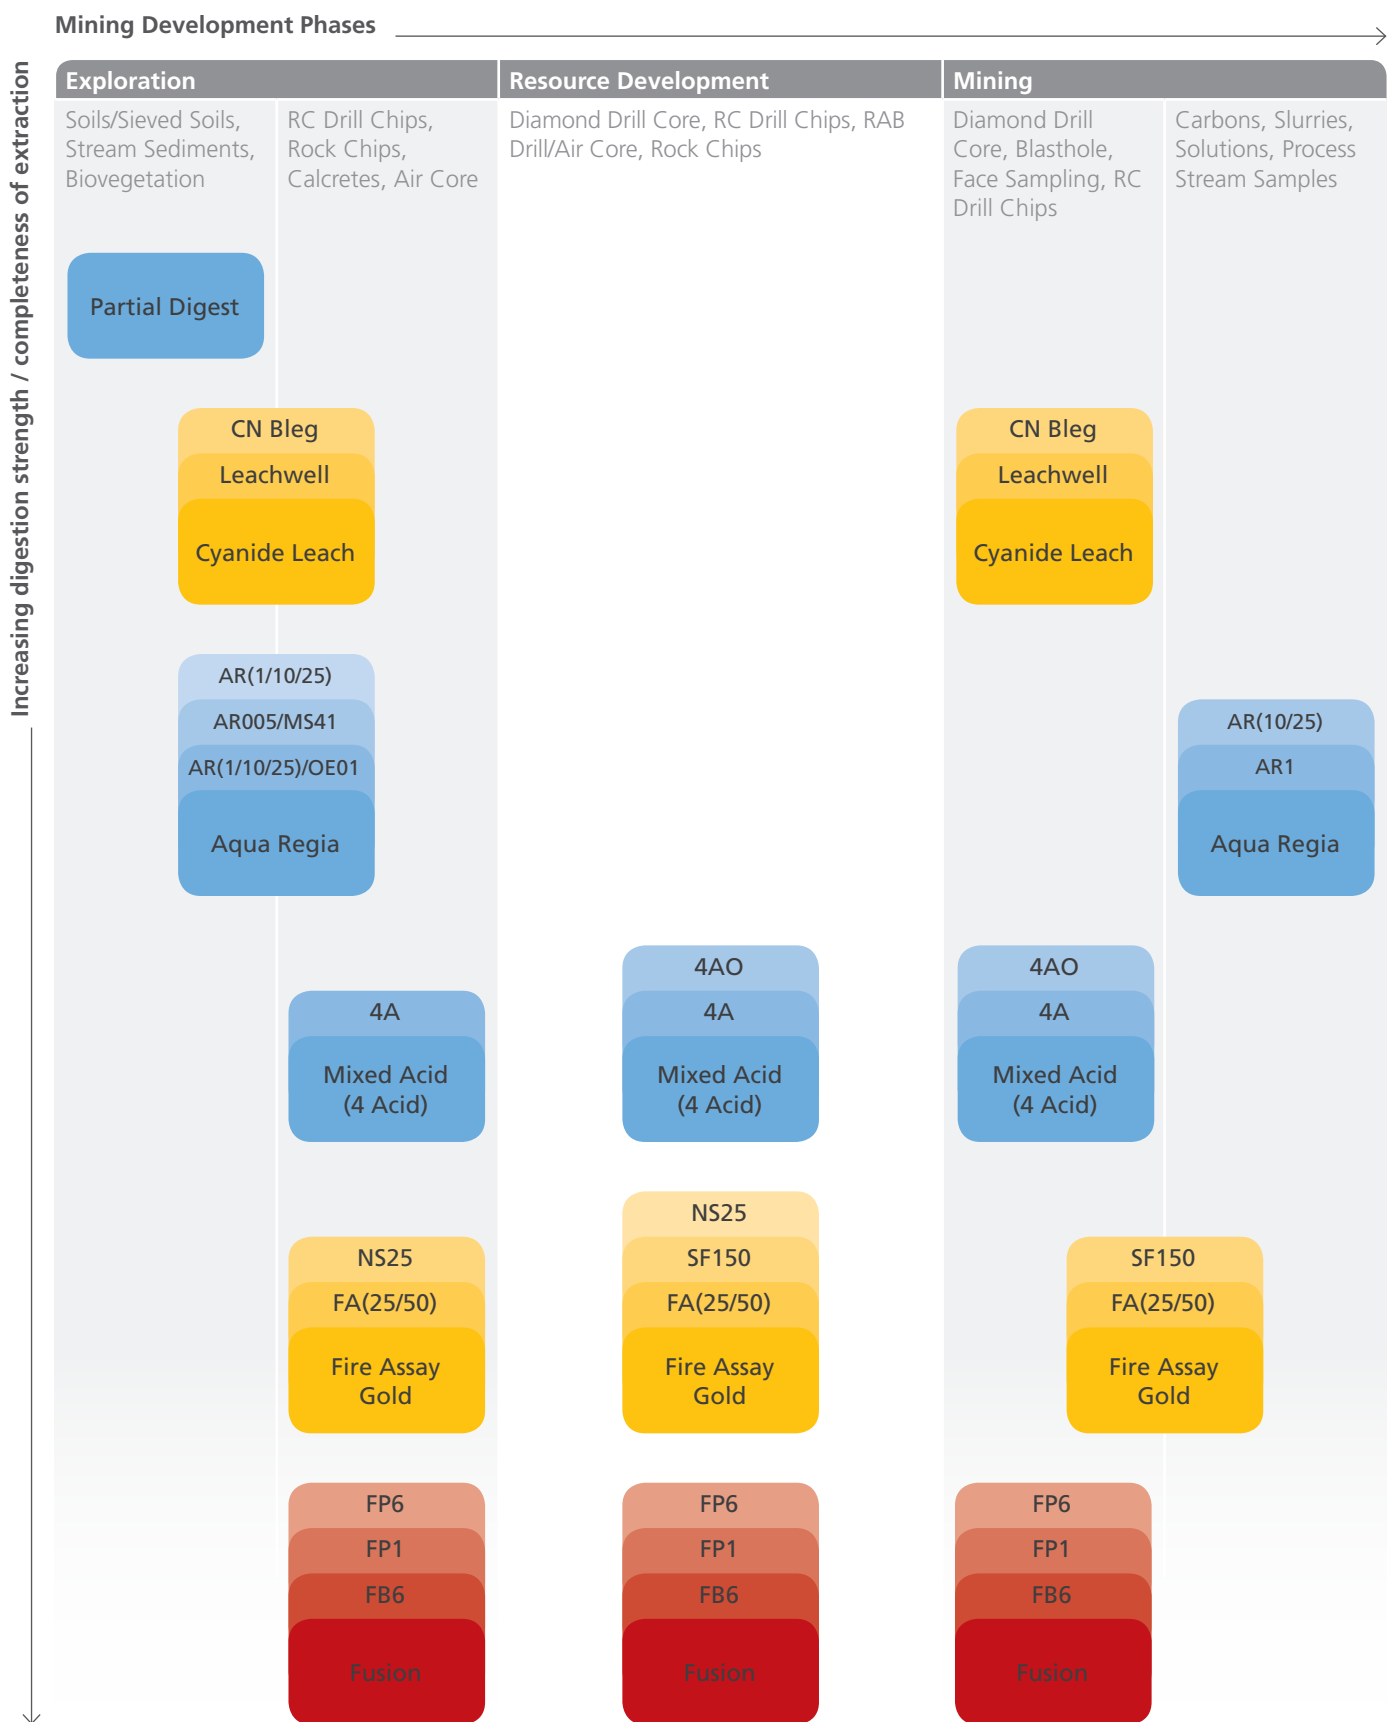 Mining Development Phases
Increasing digestion strength / completeness of extraction
Exploration
Resource Development
Mining
Soils/Sieved Soils,
Stream Sediments,
Biovegetation
RC Drill Chips,
Rock Chips,
Calcretes, Air Core
Diamond Drill Core, RC Drill Chips, RAB
Drill/Air Core, Rock Chips
Diamond Drill
Core, Blasthole,
Face Sampling, RC
Drill Chips
Carbons, Slurries,
Solutions, Process
Stream Samples
Partial Digest
CN Bleg
Leachwell
Cyanide Leach
CN Bleg
Leachwell
Cyanide Leach
AR(1/10/25)
AR005/MS41
AR(1/10/25)/OE01
Aqua Regia
AR(10/25)
AR1
Aqua Regia
4A
Mixed Acid
(4 Acid)
4AO
4A
Mixed Acid
(4 Acid)
4AO
4A
Mixed Acid
(4 Acid)
NS25
FA(25/50)
Fire Assay
Gold
NS25
SF150
FA(25/50)
Fire Assay
Gold
SF150
FA(25/50)
Fire Assay
Gold
FP6
FP1
FB6
Fusion
FP6
FP1
FB6
Fusion
FP6
FP1
FB6
Fusion